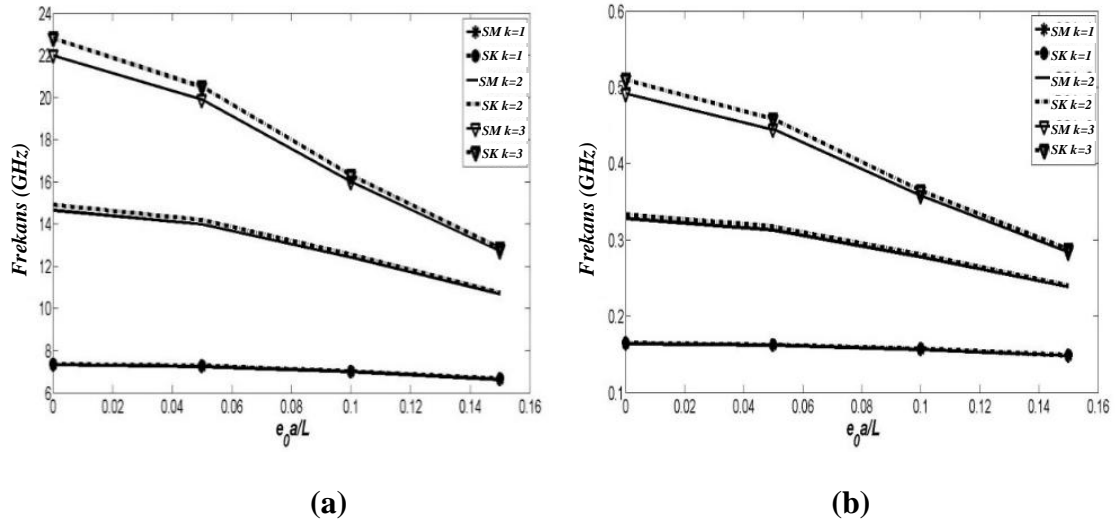 24
22
20
18
16
14
12
10
8
6
Frekans (GHz)
0
0.02
0.04
0.06
0.08
0.1
0.12
0.14
0.16
e0a/L
SM k=1
SK k=1
SM k=2
SK k=2
SM k=3
SK k=3
(a)
0.6
0.5
0.4
0.3
0.2
0.1
Frekans (GHz)
0
0.02
0.04
0.06
0.08
0.1
0.12
0.14
0.16
e0a/L
SM k=1
SK k=1
SM k=2
SK k=2
SM k=3
SK k=3
(b)